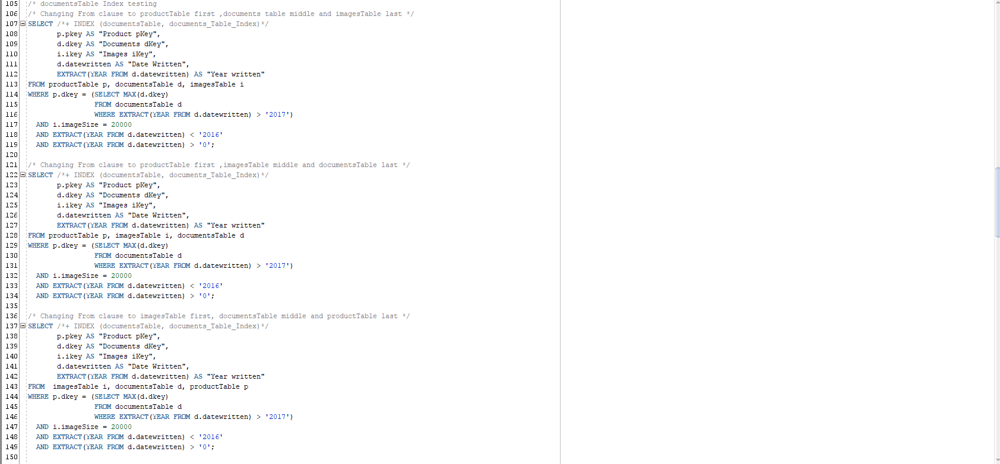 105 /* documentsTable Index testing
106 /* Changing From clause to productTable first ,documents table middle and imagesTable last */
107 SELECT /*+ INDEX (documentsTable, documents_Table_Index)*/
108 p.pkey AS "Product pKey",
109 d.dkey AS "Documents dKey",
110 i.ikey AS "Images iKey",
111 d.datewritten AS "Date Written",
112 EXTRACT(YEAR FROM d.datewritten) AS "Year written"
113 FROM productTable p, documentsTable d, imagesTable i
114 WHERE p.dkey = (SELECT MAX(d.dkey)
115 FROM documentsTable d
116 WHERE EXTRACT(YEAR FROM d.datewritten) > '2017')
117 AND i.imageSize = 20000
118 AND EXTRACT(YEAR FROM d.datewritten) < '2016'
119 AND EXTRACT(YEAR FROM d.datewritten) > '0';
120
121 /* Changing From clause to productTable first ,imagesTable middle and documentsTable last */
122 SELECT /*+ INDEX (documentsTable, documents_Table_Index)*/
123 p.pkey AS "Product pKey",
124 d.dkey AS "Documents dKey",
125 i.ikey AS "Images iKey",
126 d.datewritten AS "Date Written",
127 EXTRACT(YEAR FROM d.datewritten) AS "Year written"
128 FROM productTable p, imagesTable i, documentsTable d
129 WHERE p.dkey = (SELECT MAX(d.dkey)
130 FROM documentsTable d
131 WHERE EXTRACT(YEAR FROM d.datewritten) > '2017')
132 AND i.imageSize = 20000
133 AND EXTRACT(YEAR FROM d.datewritten) < '2016'
134 AND EXTRACT(YEAR FROM d.datewritten) > '0';
135
136 /* Changing From clause to imagesTable first, documentsTable middle and productTable last */
137 SELECT /*+ INDEX (documentsTable, documents_Table_Index)*/
138 p.pkey AS "Product pKey",
139 d.dkey AS "Documents dKey",
140 i.ikey AS "Images iKey",
141 d.datewritten AS "Date Written",
142 EXTRACT(YEAR FROM d.datewritten) AS "Year written"
143 FROM  imagesTable i, documentsTable d, productTable p
144 WHERE p.dkey = (SELECT MAX(d.dkey)
145 FROM documentsTable d
146 WHERE EXTRACT(YEAR FROM d.datewritten) > '2017')
147 AND i.imageSize = 20000
148 AND EXTRACT(YEAR FROM d.datewritten) < '2016'
149 AND EXTRACT(YEAR FROM d.datewritten) > '0';
150